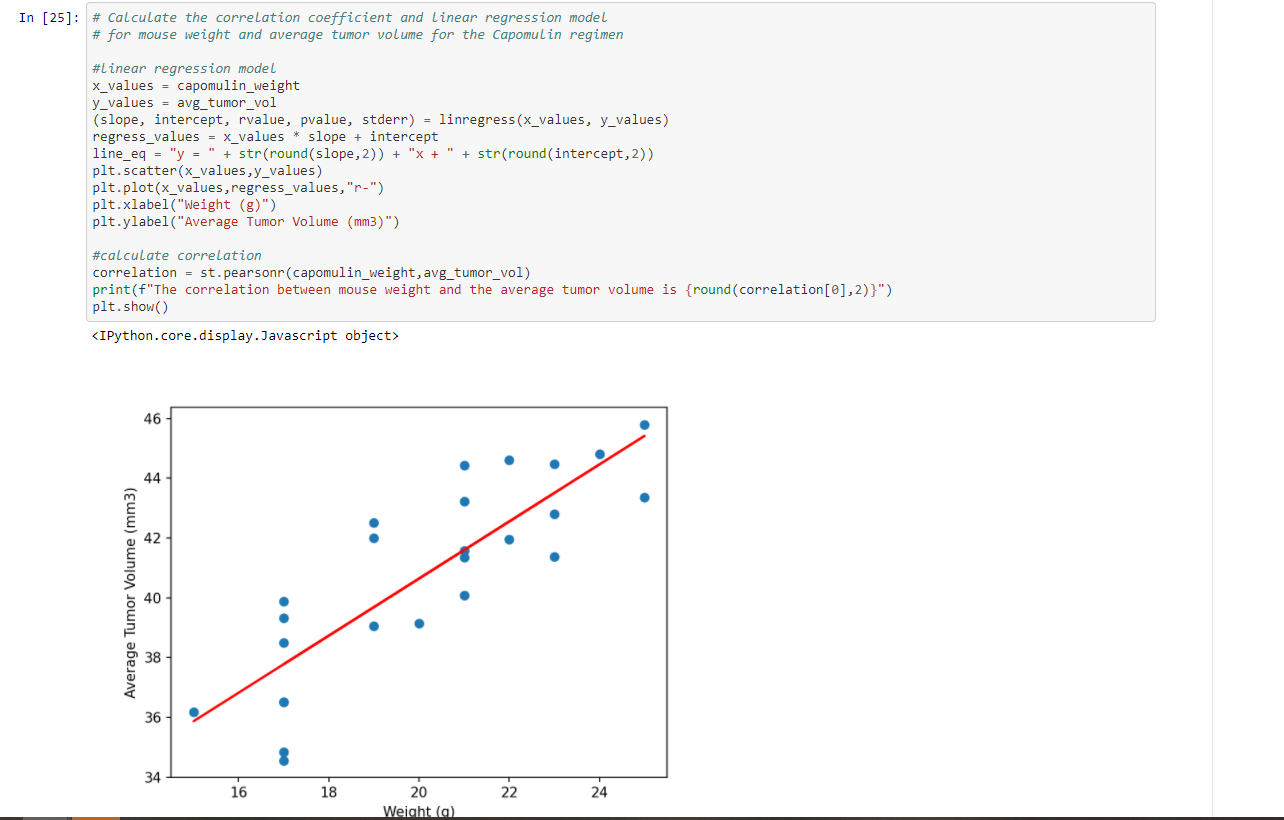 In [25]: # Calculate the correlation coefficient and linear regression model
# for mouse weight and average tumor volume for the Capomulin regimen
#linear regression model
x_values = capomulin_weight
y_values = avg_tumor_vol
(slope, intercept, rvalue, pvalue, stderr) = linregress(x_values, y_values)
regress_values = x_values * slope + intercept
line_eq = "y = " + str(round(slope,2)) + "x + " + str(round(intercept,2))
plt.scatter(x_values,y_values)
plt.plot(x_values,regress_values,"r-")
plt.xlabel("Weight (g)")
plt.ylabel("Average Tumor Volume (mm3)")
#calculate correlation
correlation = st.pearsonr(capomulin_weight,avg_tumor_vol)
print(f"The correlation between mouse weight and the average tumor volume is {round(correlation[0],2)}")
plt.show()
<IPython.core.display.Javascript object>
46
44
42
40
38
36
34
Average Tumor Volume (mm3)
16 18 20 22 24
Weight (g)